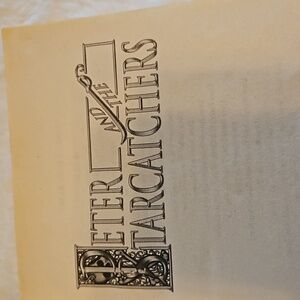 PETER
AND THE
STARCATCHERS